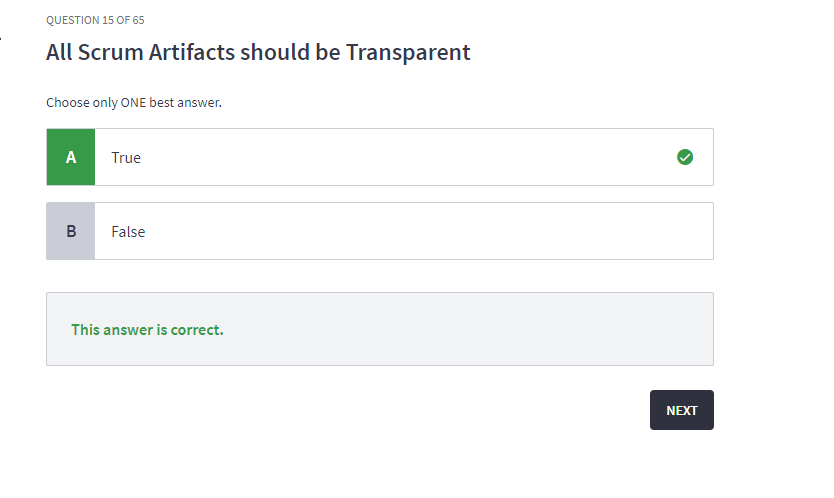 QUESTION 15 OF 65
All Scrum Artifacts should be Transparent
Choose only ONE best answer.
A True
B False
This answer is correct.
NEXT